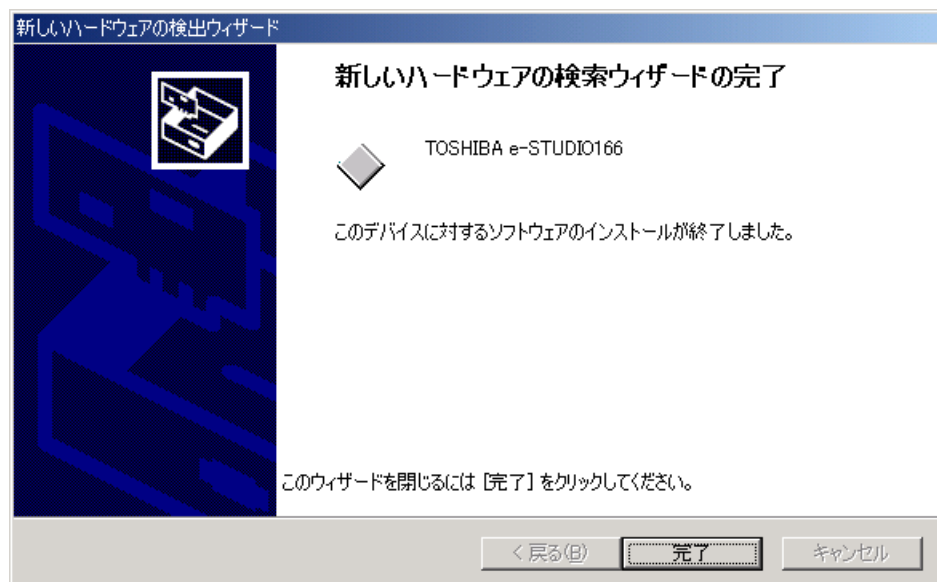 新しいハードウェアの検出ウィザード
新しいハードウェアの検索ウィザードの完了
TOSHIBA e-STUDIO166
このデバイスに対するソフトウェアのインストールが終了しました。
このウィザードを閉じるには [完了] をクリックしてください。
< 戻る(B)
完了
キャンセル